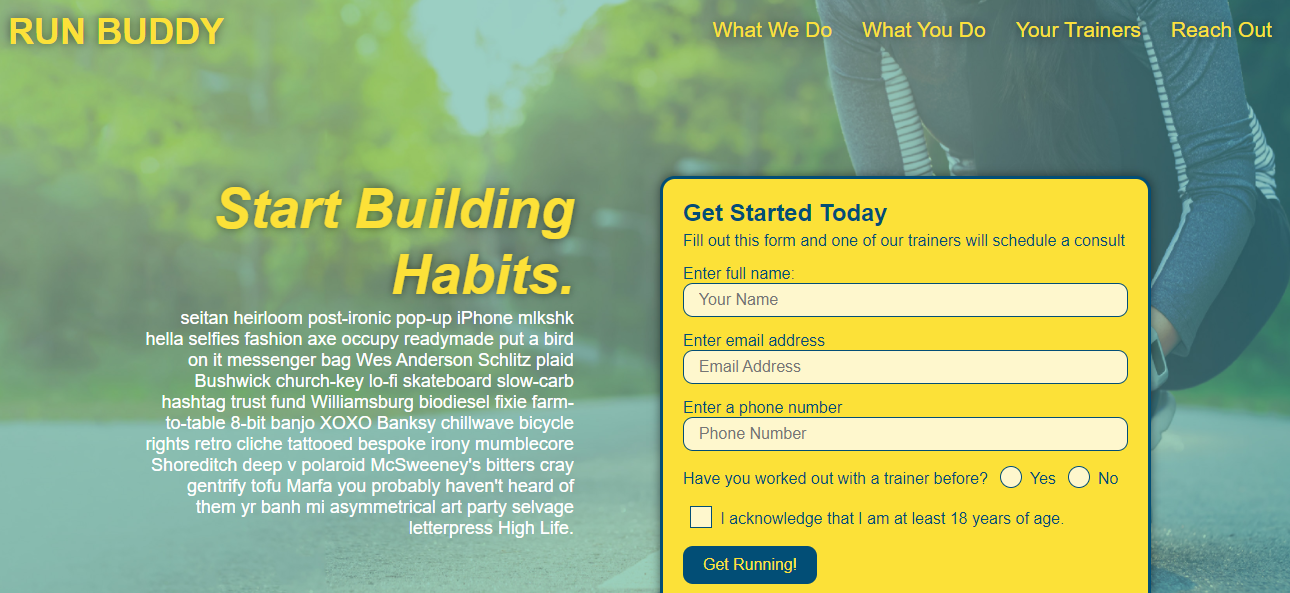 RUN BUDDY
What We Do What You Do Your Trainers Reach Out
Start Building
Habits.
seitan heirloom post-ironic pop-up iPhone mlkshk
hella selfies fashion axe occupy readymade put a bird
on it messenger bag Wes Anderson Schlitz plaid
Bushwick church-key lo-fi skateboard slow-carb
hashtag trust fund Williamsburg biodiesel fixie farm-
to-table 8-bit banjo XOXO Banksy chillwave bicycle
rights retro cliche tattooed bespoke irony mumblecore
Shoreditch deep v polaroid McSweeney's bitters cray
gentrify tofu Marfa you probably haven't heard of
them yr banh mi asymmetrical art party selvage
letterpress High Life.
Get Started Today
Fill out this form and one of our trainers will schedule a consult
Enter full name:
Your Name
Enter email address
Email Address
Enter a phone number
Phone Number
Have you worked out with a trainer before? Yes No
I acknowledge that I am at least 18 years of age.
Get Running!